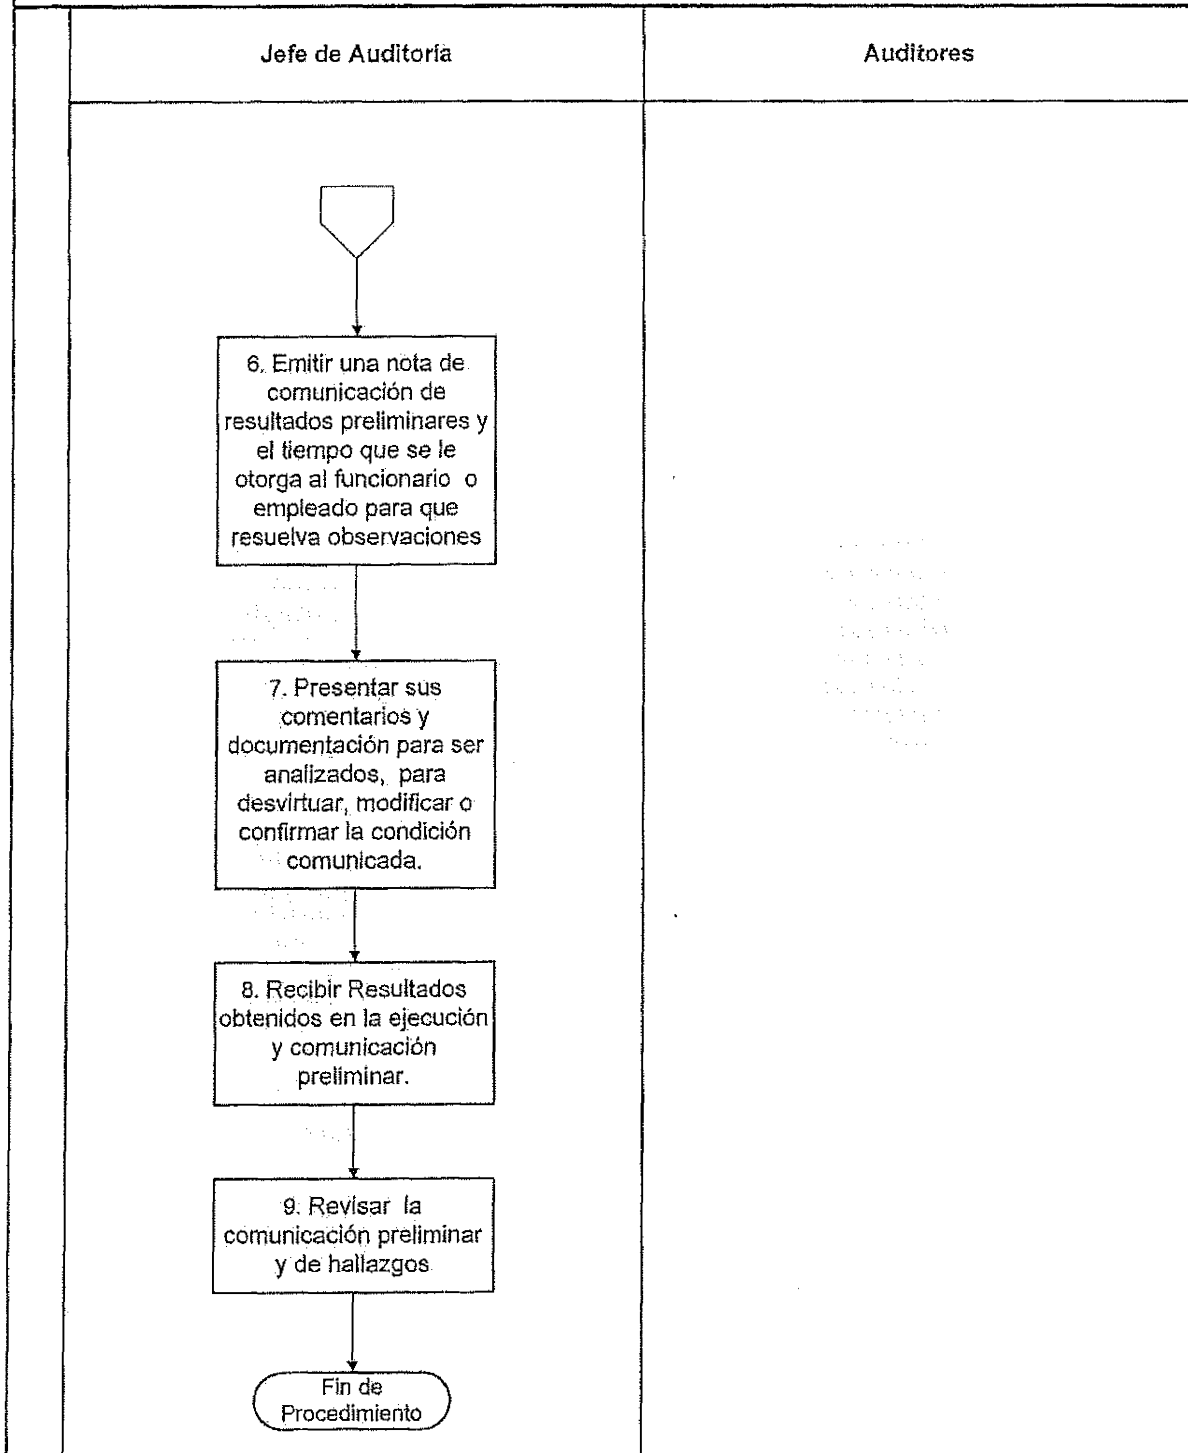 Jefe de Auditoría
Auditores
6. Emitir una nota de
comunicación de
resultados preliminares y
el tiempo que se le
otorga al funcionario o
empleado para que
resuelva observaciones
7. Presentar sus
comentarios y
documentación para ser
analizados, para
desvirtuar, modificar o
confirmar la condición
comunicada.
8. Recibir Resultados
obtenidos en la ejecución
y comunicación
preliminar.
9. Revisar la
comunicación preliminar
y de hallazgos
Fin de
Procedimiento